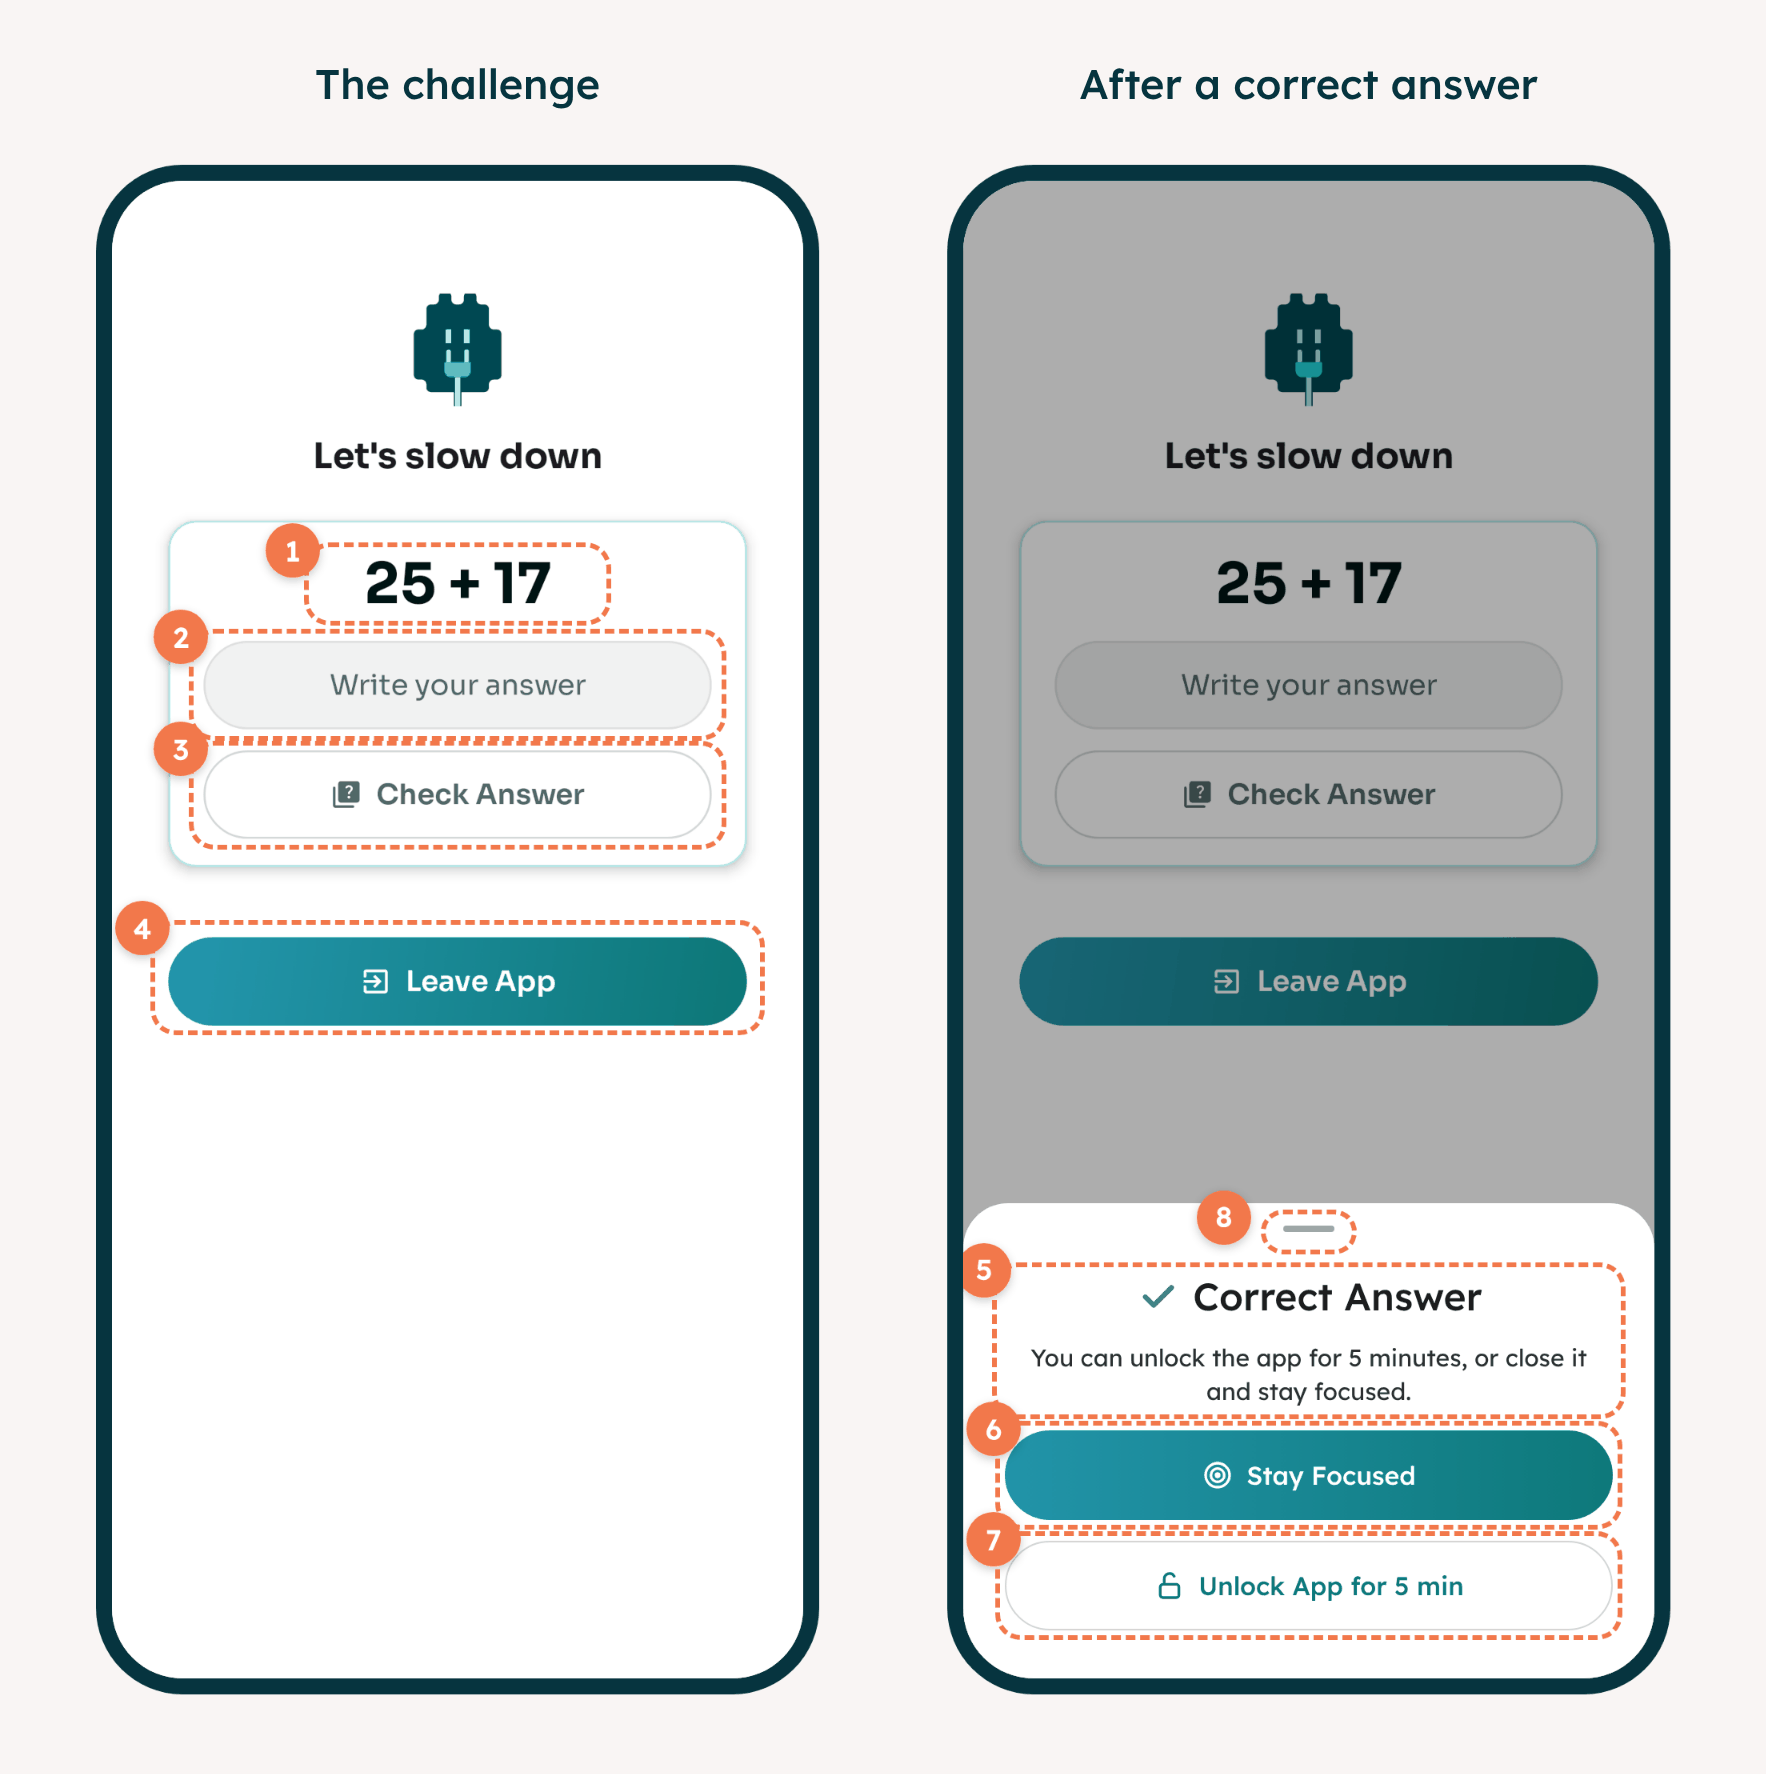 The challenge
Let's slow down
1
25 + 17
2
Write your answer
3
Check Answer
4
Leave App
After a correct answer
Let's slow down
25 + 17
Write your answer
Check Answer
Leave App
8
5
Correct Answer
You can unlock the app for 5 minutes, or close it
and stay focused.
6
Stay Focused
7
Unlock App for 5 min